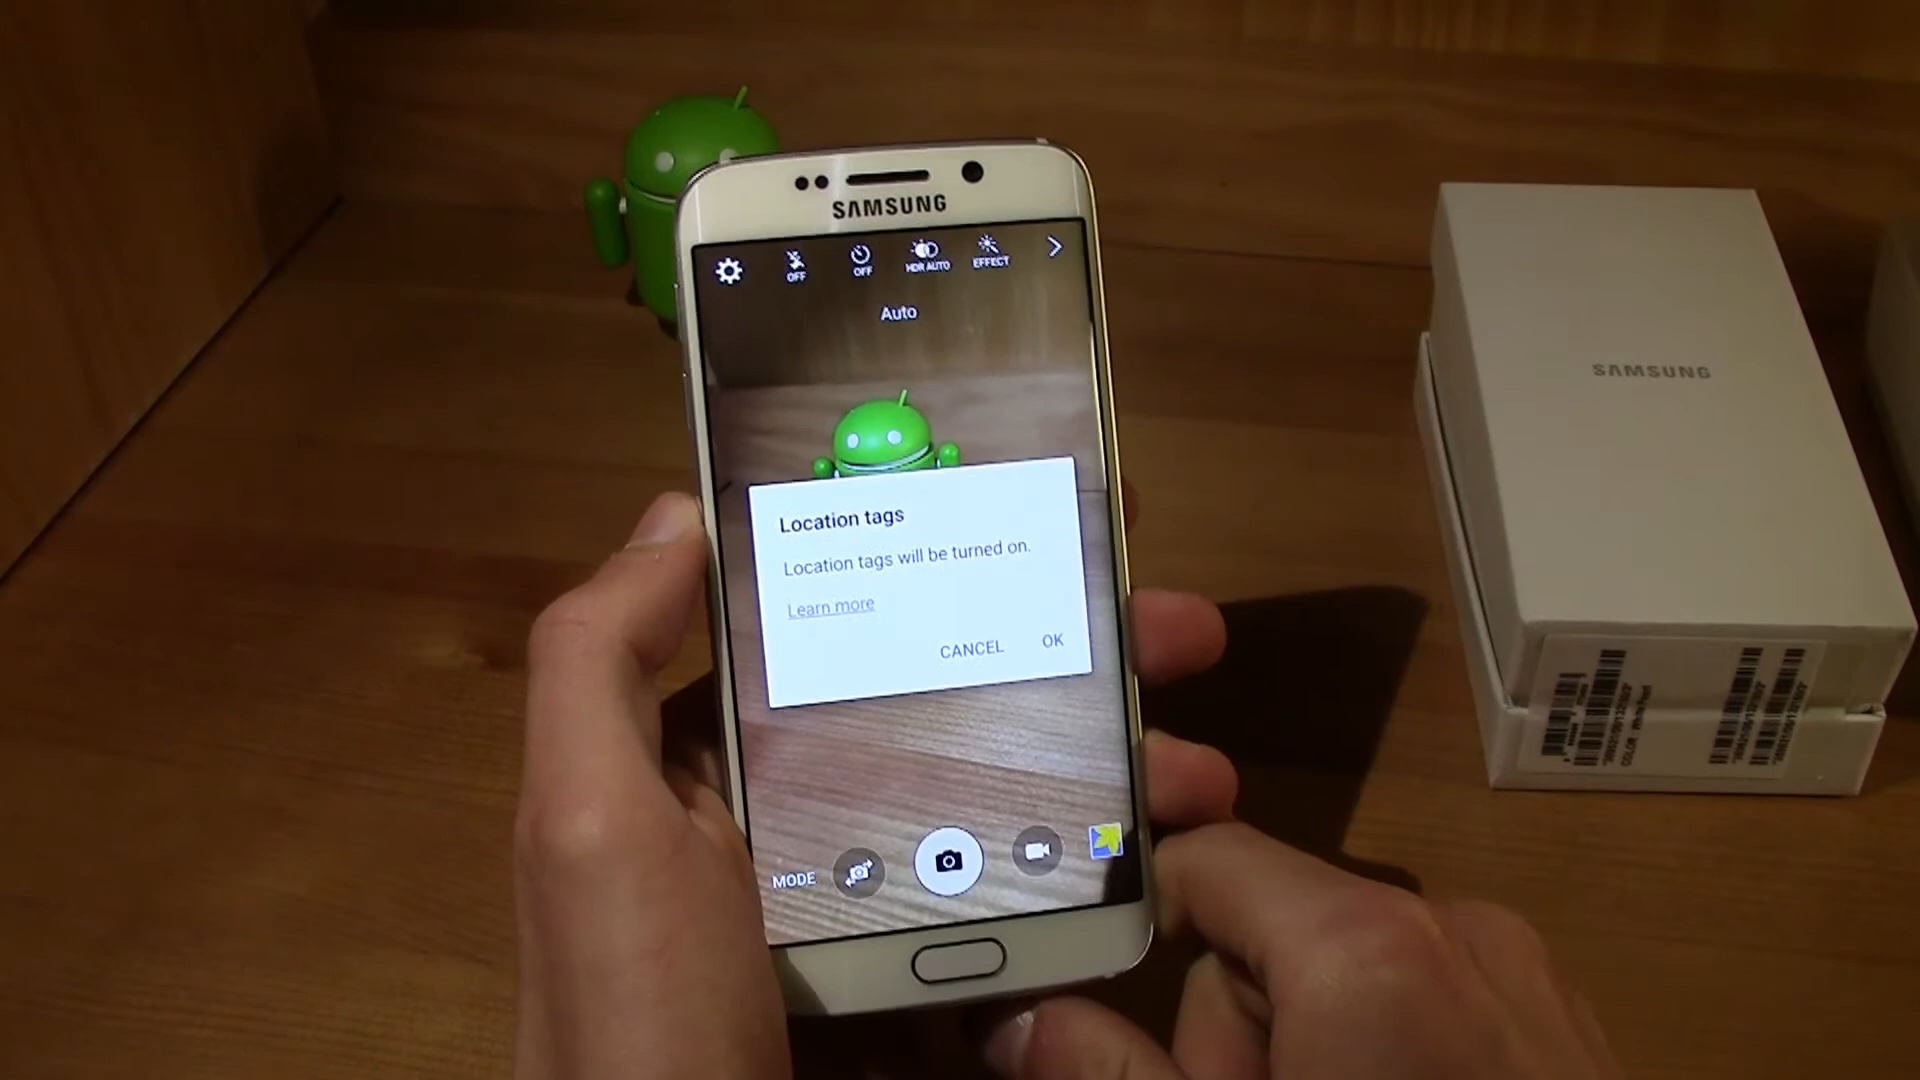 SAMSUNG
OFF
OFF
HDR AUTO
EFFECT
Auto
Location tags
Location tags will be turned on.
Learn more
CANCEL
OK
MODE
SAMSUNG
COLOR